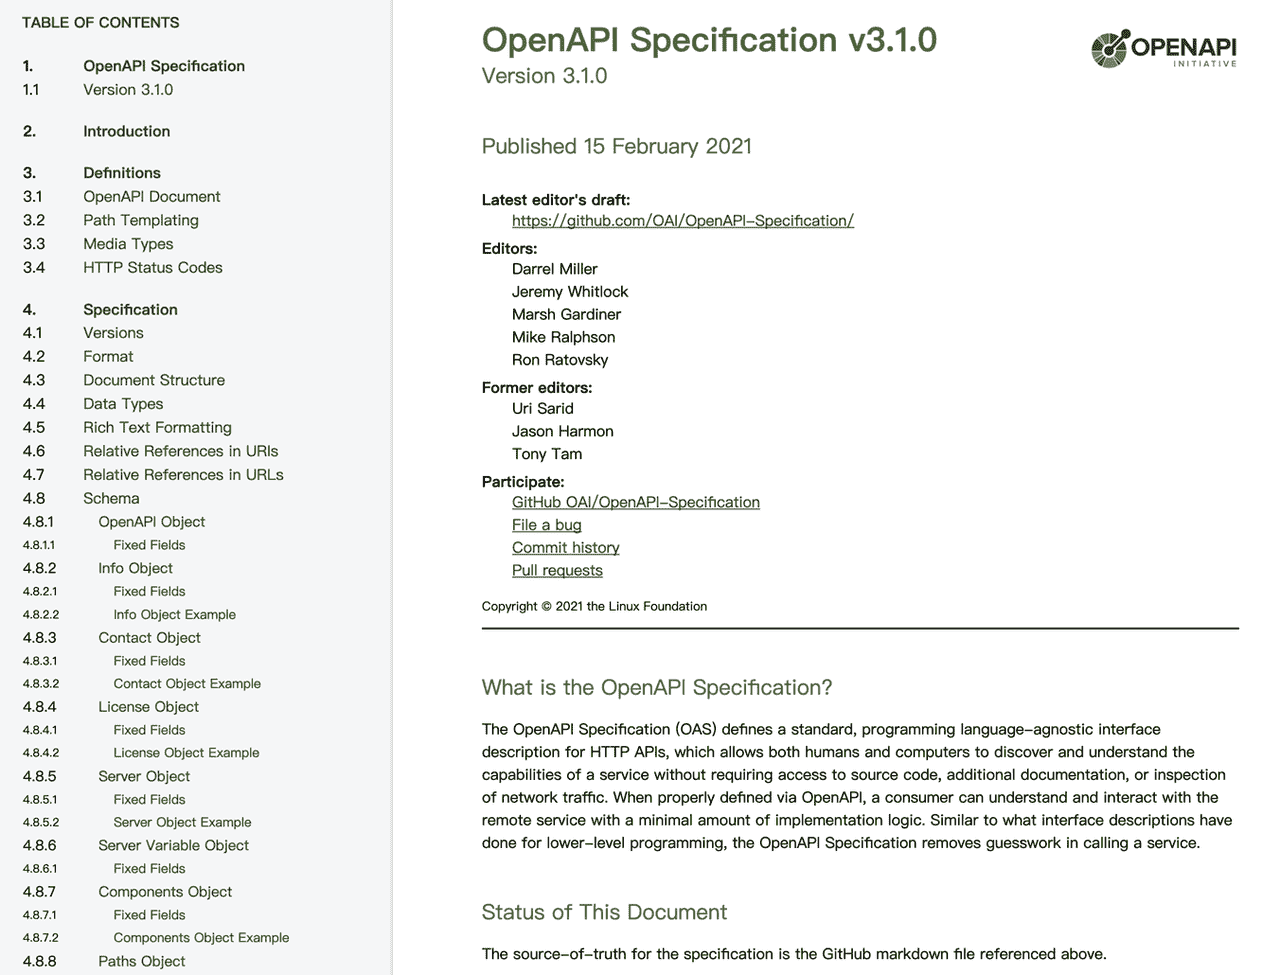 TABLE OF CONTENTS
1. OpenAPI Specification
1.1 Version 3.1.0
2. Introduction
3. Definitions
3.1 OpenAPI Document
3.2 Path Templating
3.3 Media Types
3.4 HTTP Status Codes
4. Specification
4.1 Versions
4.2 Format
4.3 Document Structure
4.4 Data Types
4.5 Rich Text Formatting
4.6 Relative References in URIs
4.7 Relative References in URLs
4.8 Schema
4.8.1 OpenAPI Object
4.8.1.1 Fixed Fields
4.8.2 Info Object
4.8.2.1 Fixed Fields
4.8.2.2 Info Object Example
4.8.3 Contact Object
4.8.3.1 Fixed Fields
4.8.3.2 Contact Object Example
4.8.4 License Object
4.8.4.1 Fixed Fields
4.8.4.2 License Object Example
4.8.5 Server Object
4.8.5.1 Fixed Fields
4.8.5.2 Server Object Example
4.8.6 Server Variable Object
4.8.6.1 Fixed Fields
4.8.7 Components Object
4.8.7.1 Fixed Fields
4.8.7.2 Components Object Example
4.8.8 Paths Object
OpenAPI Specification v3.1.0
Version 3.1.0
OPENAPI
INITIATIVE
Published 15 February 2021
Latest editor's draft:
https://github.com/OAI/OpenAPI-Specification/
Editors:
Darrel Miller
Jeremy Whitlock
Marsh Gardiner
Mike Ralphson
Ron Ratovsky
Former editors:
Uri Sarid
Jason Harmon
Tony Tam
Participate:
GitHub OAI/OpenAPI-Specification
File a bug
Commit history
Pull requests
Copyright © 2021 the Linux Foundation
What is the OpenAPI Specification?
The OpenAPI Specification (OAS) defines a standard, programming language-agnostic interface
description for HTTP APIs, which allows both humans and computers to discover and understand the
capabilities of a service without requiring access to source code, additional documentation, or inspection
of network traffic. When properly defined via OpenAPI, a consumer can understand and interact with the
remote service with a minimal amount of implementation logic. Similar to what interface descriptions have
done for lower-level programming, the OpenAPI Specification removes guesswork in calling a service.
Status of This Document
The source-of-truth for the specification is the GitHub markdown file referenced above.